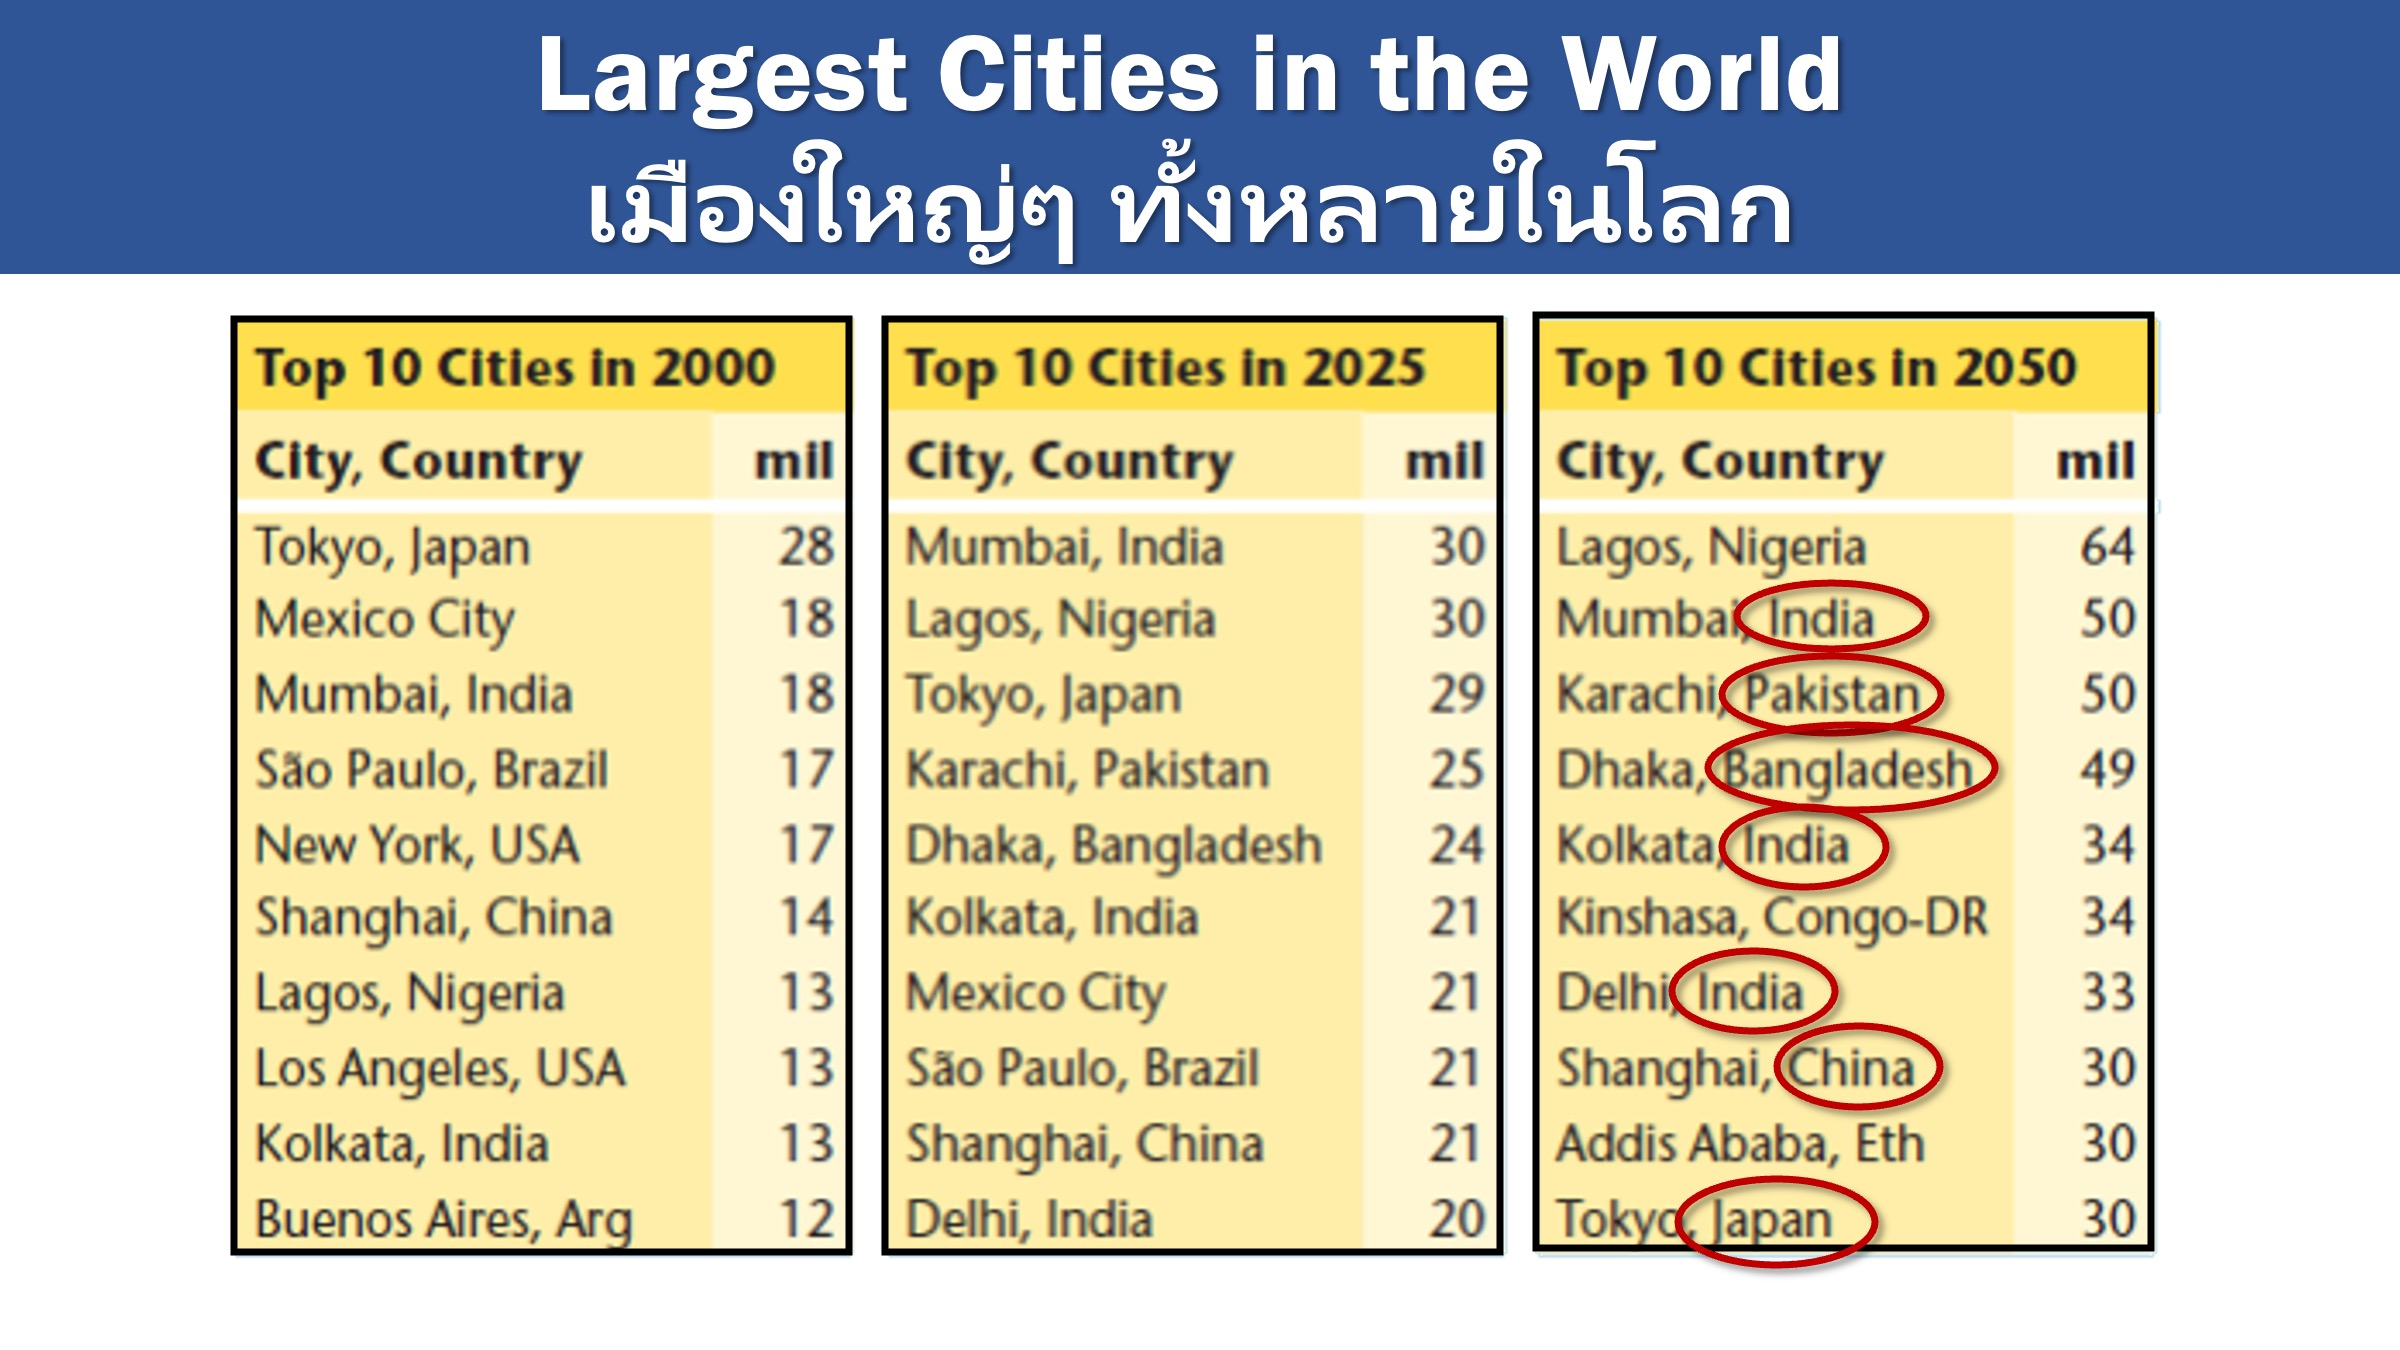 Largest Cities in the World
เมืองใหญ่ๆ ทั้งหลายในโลก
Top 10 Cities in 2000
City, Country mil
Tokyo, Japan 28
Mexico City 18
Mumbai, India 18
São Paulo, Brazil 17
New York, USA 17
Shanghai, China 14
Lagos, Nigeria 13
Los Angeles, USA 13
Kolkata, India 13
Buenos Aires, Arg 12
Top 10 Cities in 2025
City, Country mil
Mumbai, India 30
Lagos, Nigeria 30
Tokyo, Japan 29
Karachi, Pakistan 25
Dhaka, Bangladesh 24
Kolkata, India 21
Mexico City 21
São Paulo, Brazil 21
Shanghai, China 21
Delhi, India 20
Top 10 Cities in 2050
City, Country mil
Lagos, Nigeria 64
Mumbai, India 50
Karachi, Pakistan 50
Dhaka, Bangladesh 49
Kolkata, India 34
Kinshasa, Congo-DR 34
Delhi, India 33
Shanghai, China 30
Addis Ababa, Eth 30
Tokyo, Japan 30